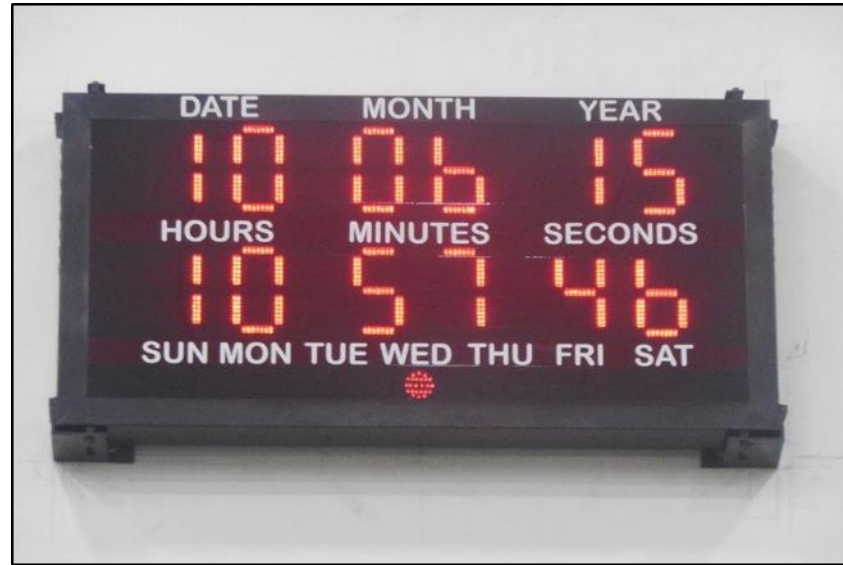 DATE MONTH YEAR
10 06 15
HOURS MINUTES SECONDS
10 57 46
SUN MON TUE WED THU FRI SAT